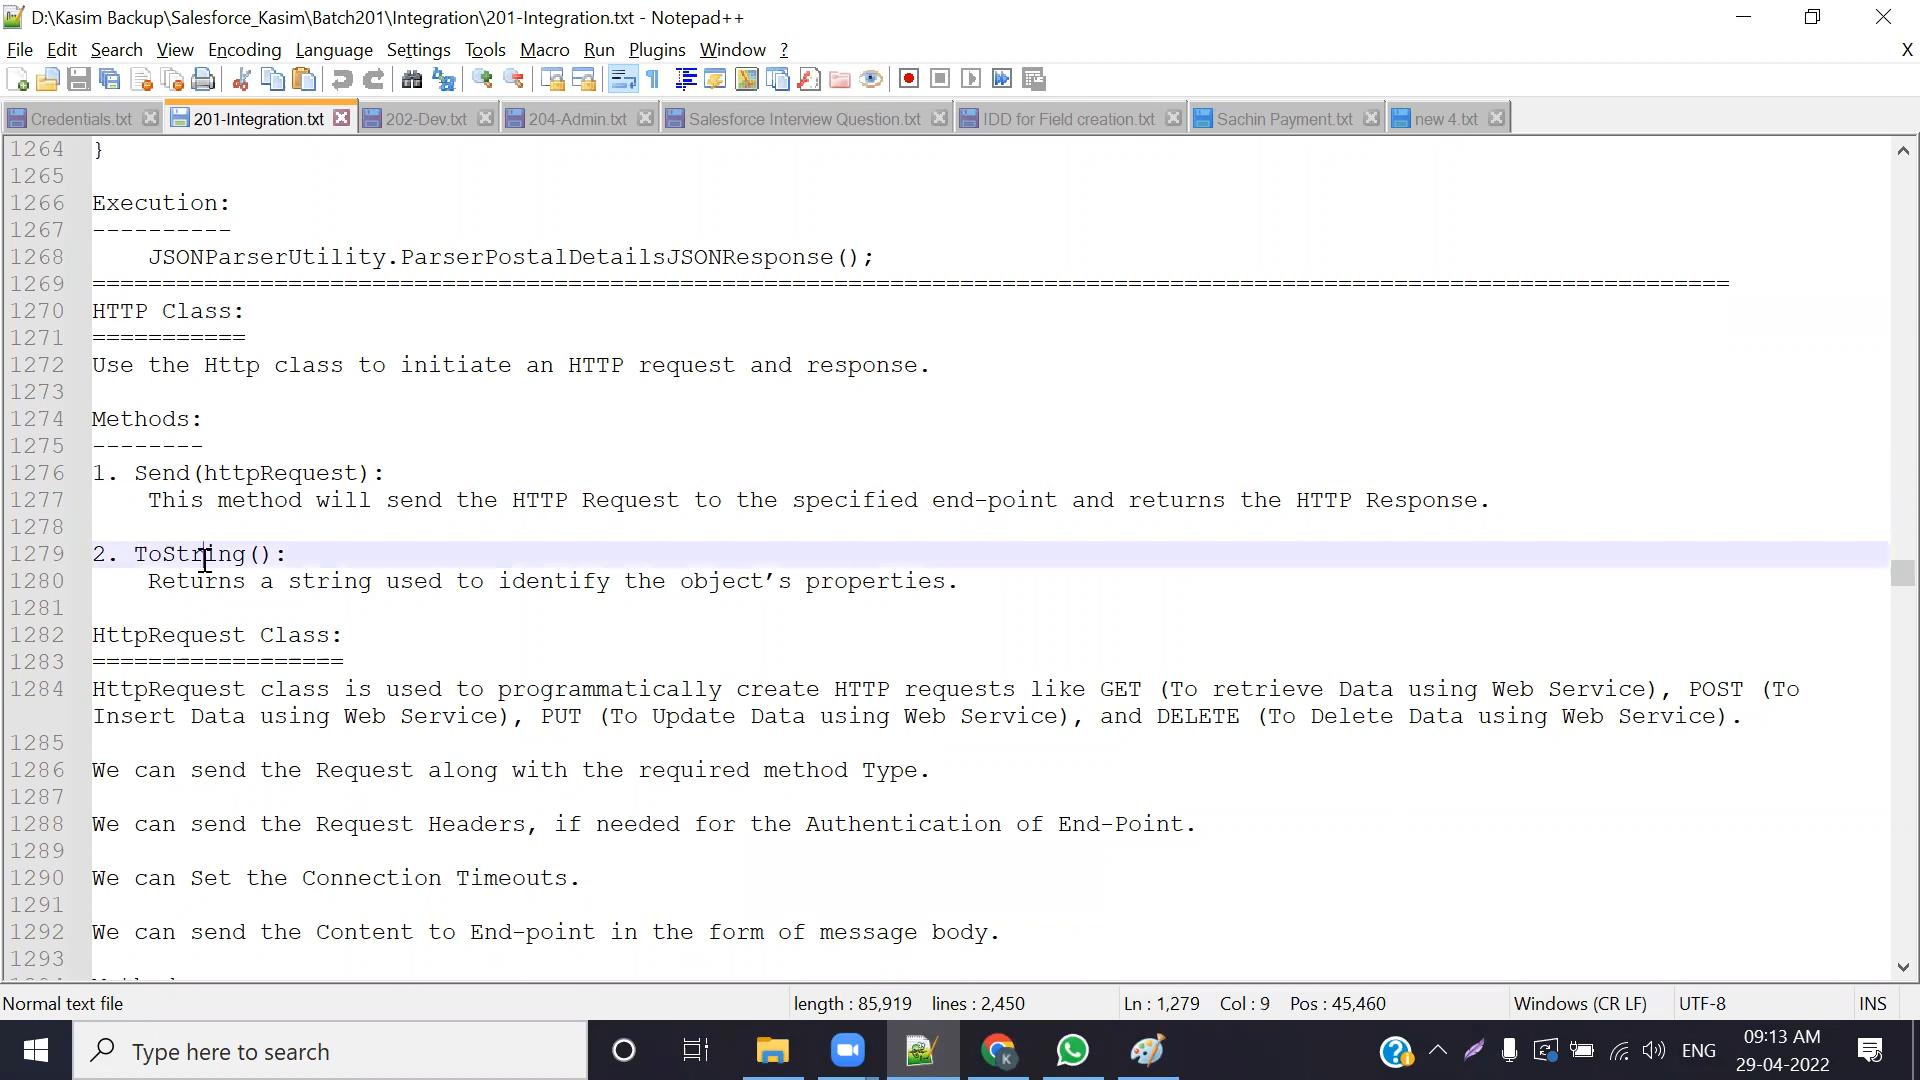 D:\Kasim Backup\Salesforce_Kasim\Batch201\Integration\201-Integration.txt - Notepad++
File Edit Search View Encoding Language Settings Tools Macro Run Plugins Window ?
X
Credentials.txt 201-Integration.txt 202-Dev.txt 204-Admin.txt Salesforce Interview Question.txt IDD for Field creation.txt Sachin Payment.txt new 4.txt
1264 }
1265
1266 Execution:
1267 ----------
1268 JSONParserUtility.ParserPostalDetailsJSONResponse();
1269 =====================================================================================================================
1270 HTTP Class:
1271 ===========
1272 Use the Http class to initiate an HTTP request and response.
1273
1274 Methods:
1275 --------
1276 1. Send(httpRequest):
1277 This method will send the HTTP Request to the specified end-point and returns the HTTP Response.
1278
1279 2. ToString():
1280 Returns a string used to identify the object’s properties.
1281
1282 HttpRequest Class:
1283 ==================
1284 HttpRequest class is used to programmatically create HTTP requests like GET (To retrieve Data using Web Service), POST (To
Insert Data using Web Service), PUT (To Update Data using Web Service), and DELETE (To Delete Data using Web Service).
1285
1286 We can send the Request along with the required method Type.
1287
1288 We can send the Request Headers, if needed for the Authentication of End-Point.
1289
1290 We can Set the Connection Timeouts.
1291
1292 We can send the Content to End-point in the form of message body.
1293
Normal text file length : 85,919 lines : 2,450 Ln : 1,279 Col : 9 Pos : 45,460 Windows (CR LF) UTF-8 INS
Type here to search
ENG
09:13 AM
29-04-2022